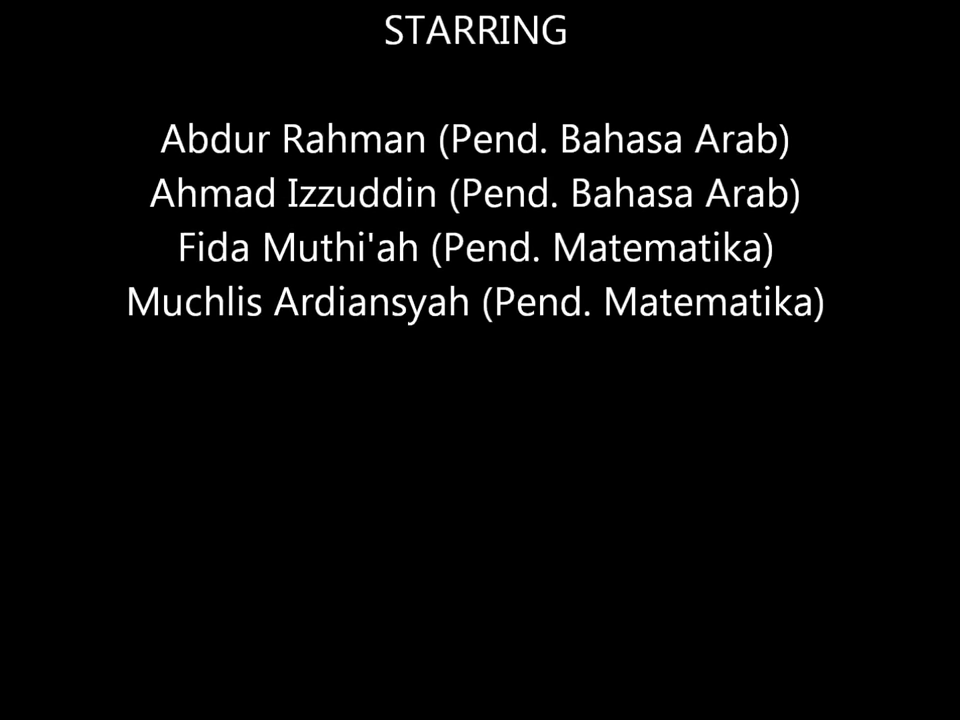 STARRING
Abdur Rahman (Pend. Bahasa Arab)
Ahmad Izzuddin (Pend. Bahasa Arab)
Fida Muthi'ah (Pend. Matematika)
Muchlis Ardiansyah (Pend. Matematika)